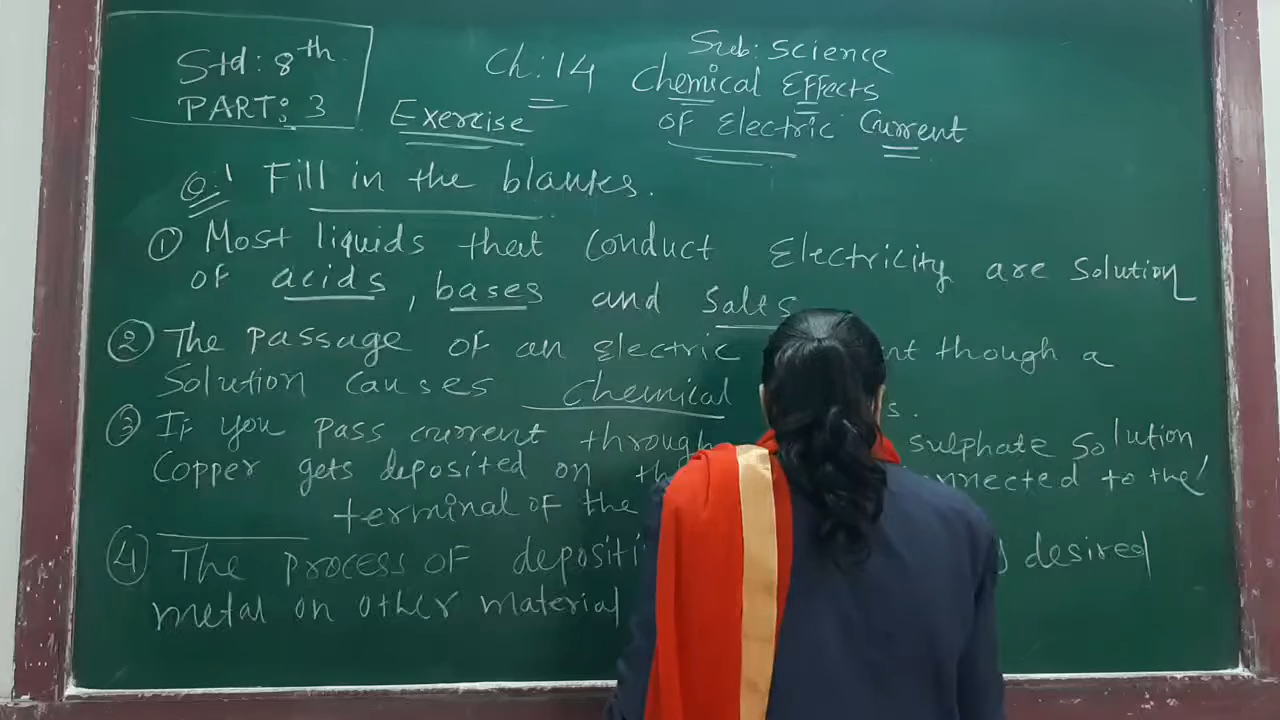 Std: 8th
PART: 3
Ch: 14
Sub: Science
Chemical Effects
of Electric Current
Exercise
Q.1 Fill in the blanks.
① Most liquids that conduct Electricity are Solution
of acids, bases and Salts
② The passage of an Electric though a
Solution causes Chemical
③ If you pass current through sulphate Solution
Copper gets deposited on to the
terminal of the
④ The process of desired
metal on other material